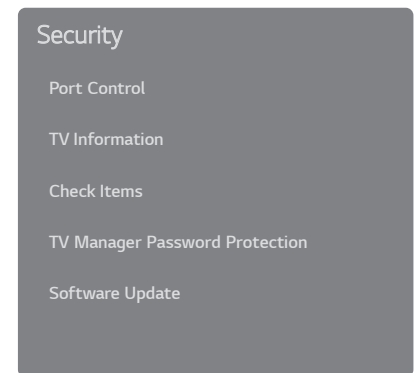 Security
Port Control
TV Information
Check Items
TV Manager Password Protection
Software Update